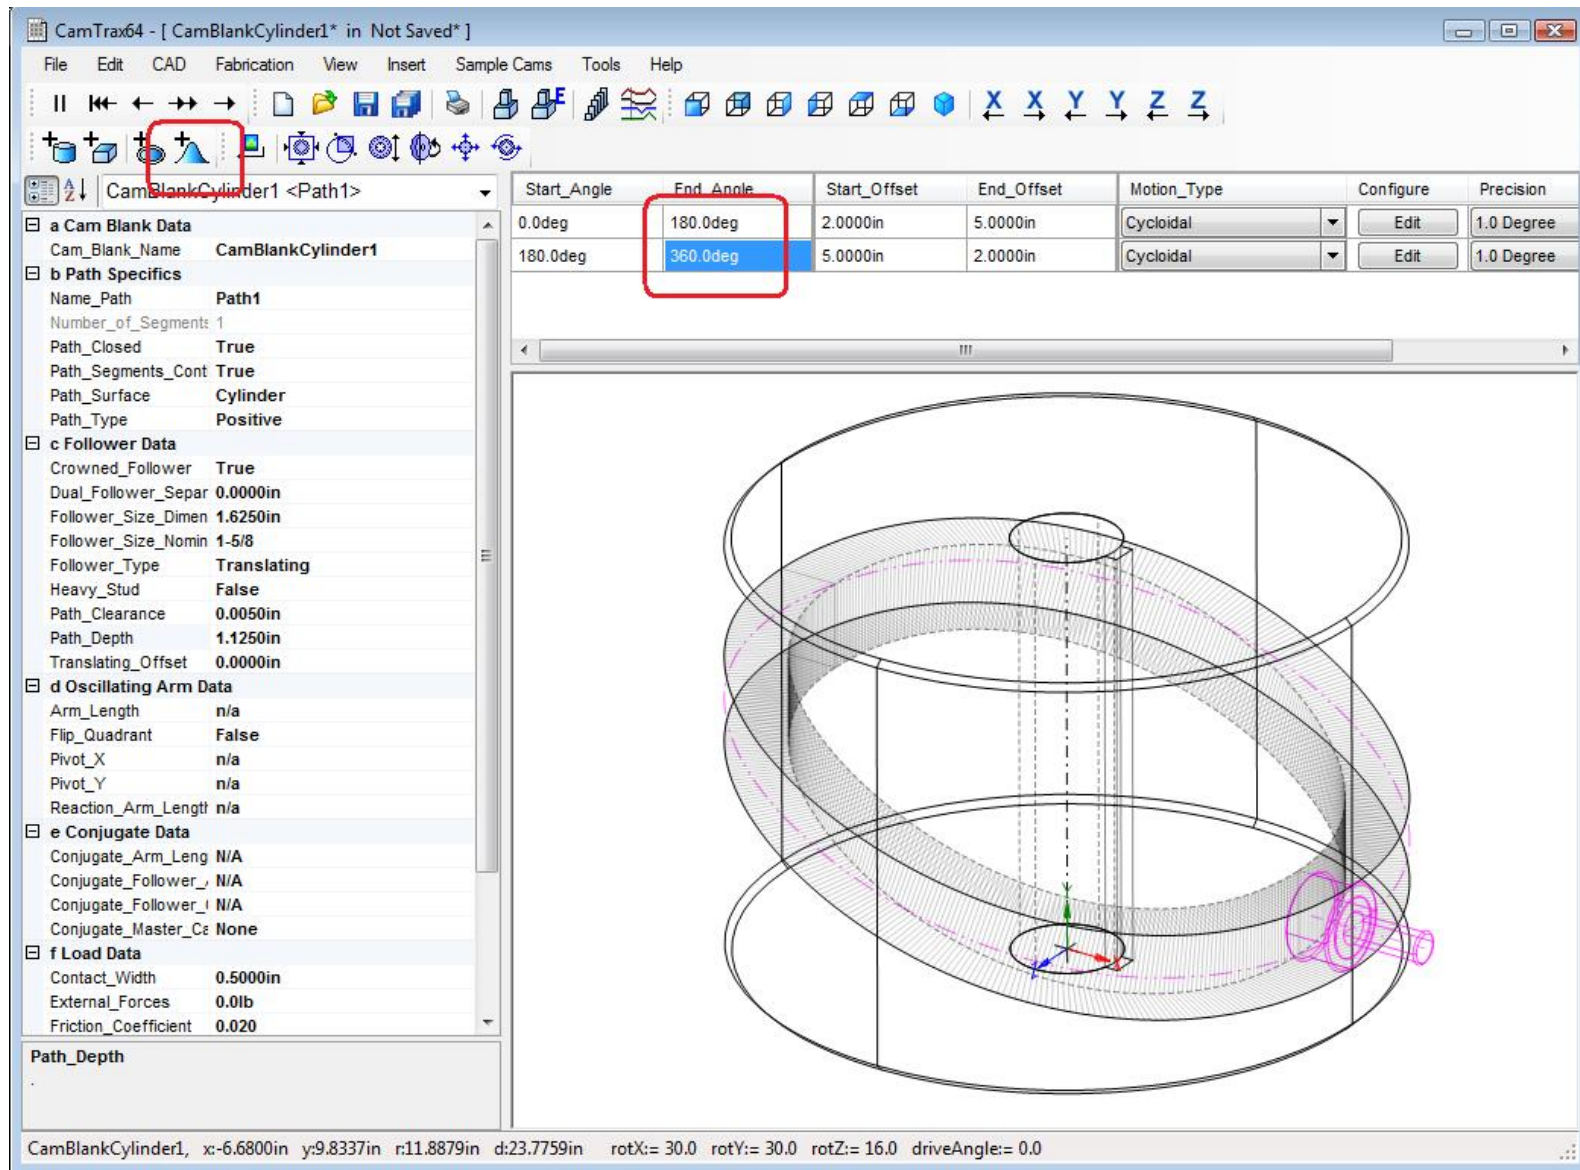 CamTrax64 - [ CamBlankCylinder1* in Not Saved* ]
File Edit CAD Fabrication View Insert Sample Cams Tools Help
E X X Y Y Z Z
CamBlankCylinder1 <Path1>
Start_Angle End_Angle Start_Offset End_Offset Motion_Type Configure Precision
0.0deg 180.0deg 2.0000in 5.0000in Cycloidal Edit 1.0 Degree
180.0deg 360.0deg 5.0000in 2.0000in Cycloidal Edit 1.0 Degree
a Cam Blank Data
Cam_Blank_Name CamBlankCylinder1
b Path Specifics
Name_Path Path1
Number_of_Segments 1
Path_Closed True
Path_Segments_Cont True
Path_Surface Cylinder
Path_Type Positive
c Follower Data
Crowned_Follower True
Dual_Follower_Separ 0.0000in
Follower_Size_Dimen 1.6250in
Follower_Size_Nomin 1-5/8
Follower_Type Translating
Heavy_Stud False
Path_Clearance 0.0050in
Path_Depth 1.1250in
Translating_Offset 0.0000in
d Oscillating Arm Data
Arm_Length n/a
Flip_Quadrant False
Pivot_X n/a
Pivot_Y n/a
Reaction_Arm_Length n/a
e Conjugate Data
Conjugate_Arm_Leng N/A
Conjugate_Follower_ N/A
Conjugate_Follower_( N/A
Conjugate_Master_Ca None
f Load Data
Contact_Width 0.5000in
External_Forces 0.0lb
Friction_Coefficient 0.020
Path_Depth
.
CamBlankCylinder1, x:-6.6800in y:9.8337in r:11.8879in d:23.7759in rotX:= 30.0 rotY:= 30.0 rotZ:= 16.0 driveAngle:= 0.0